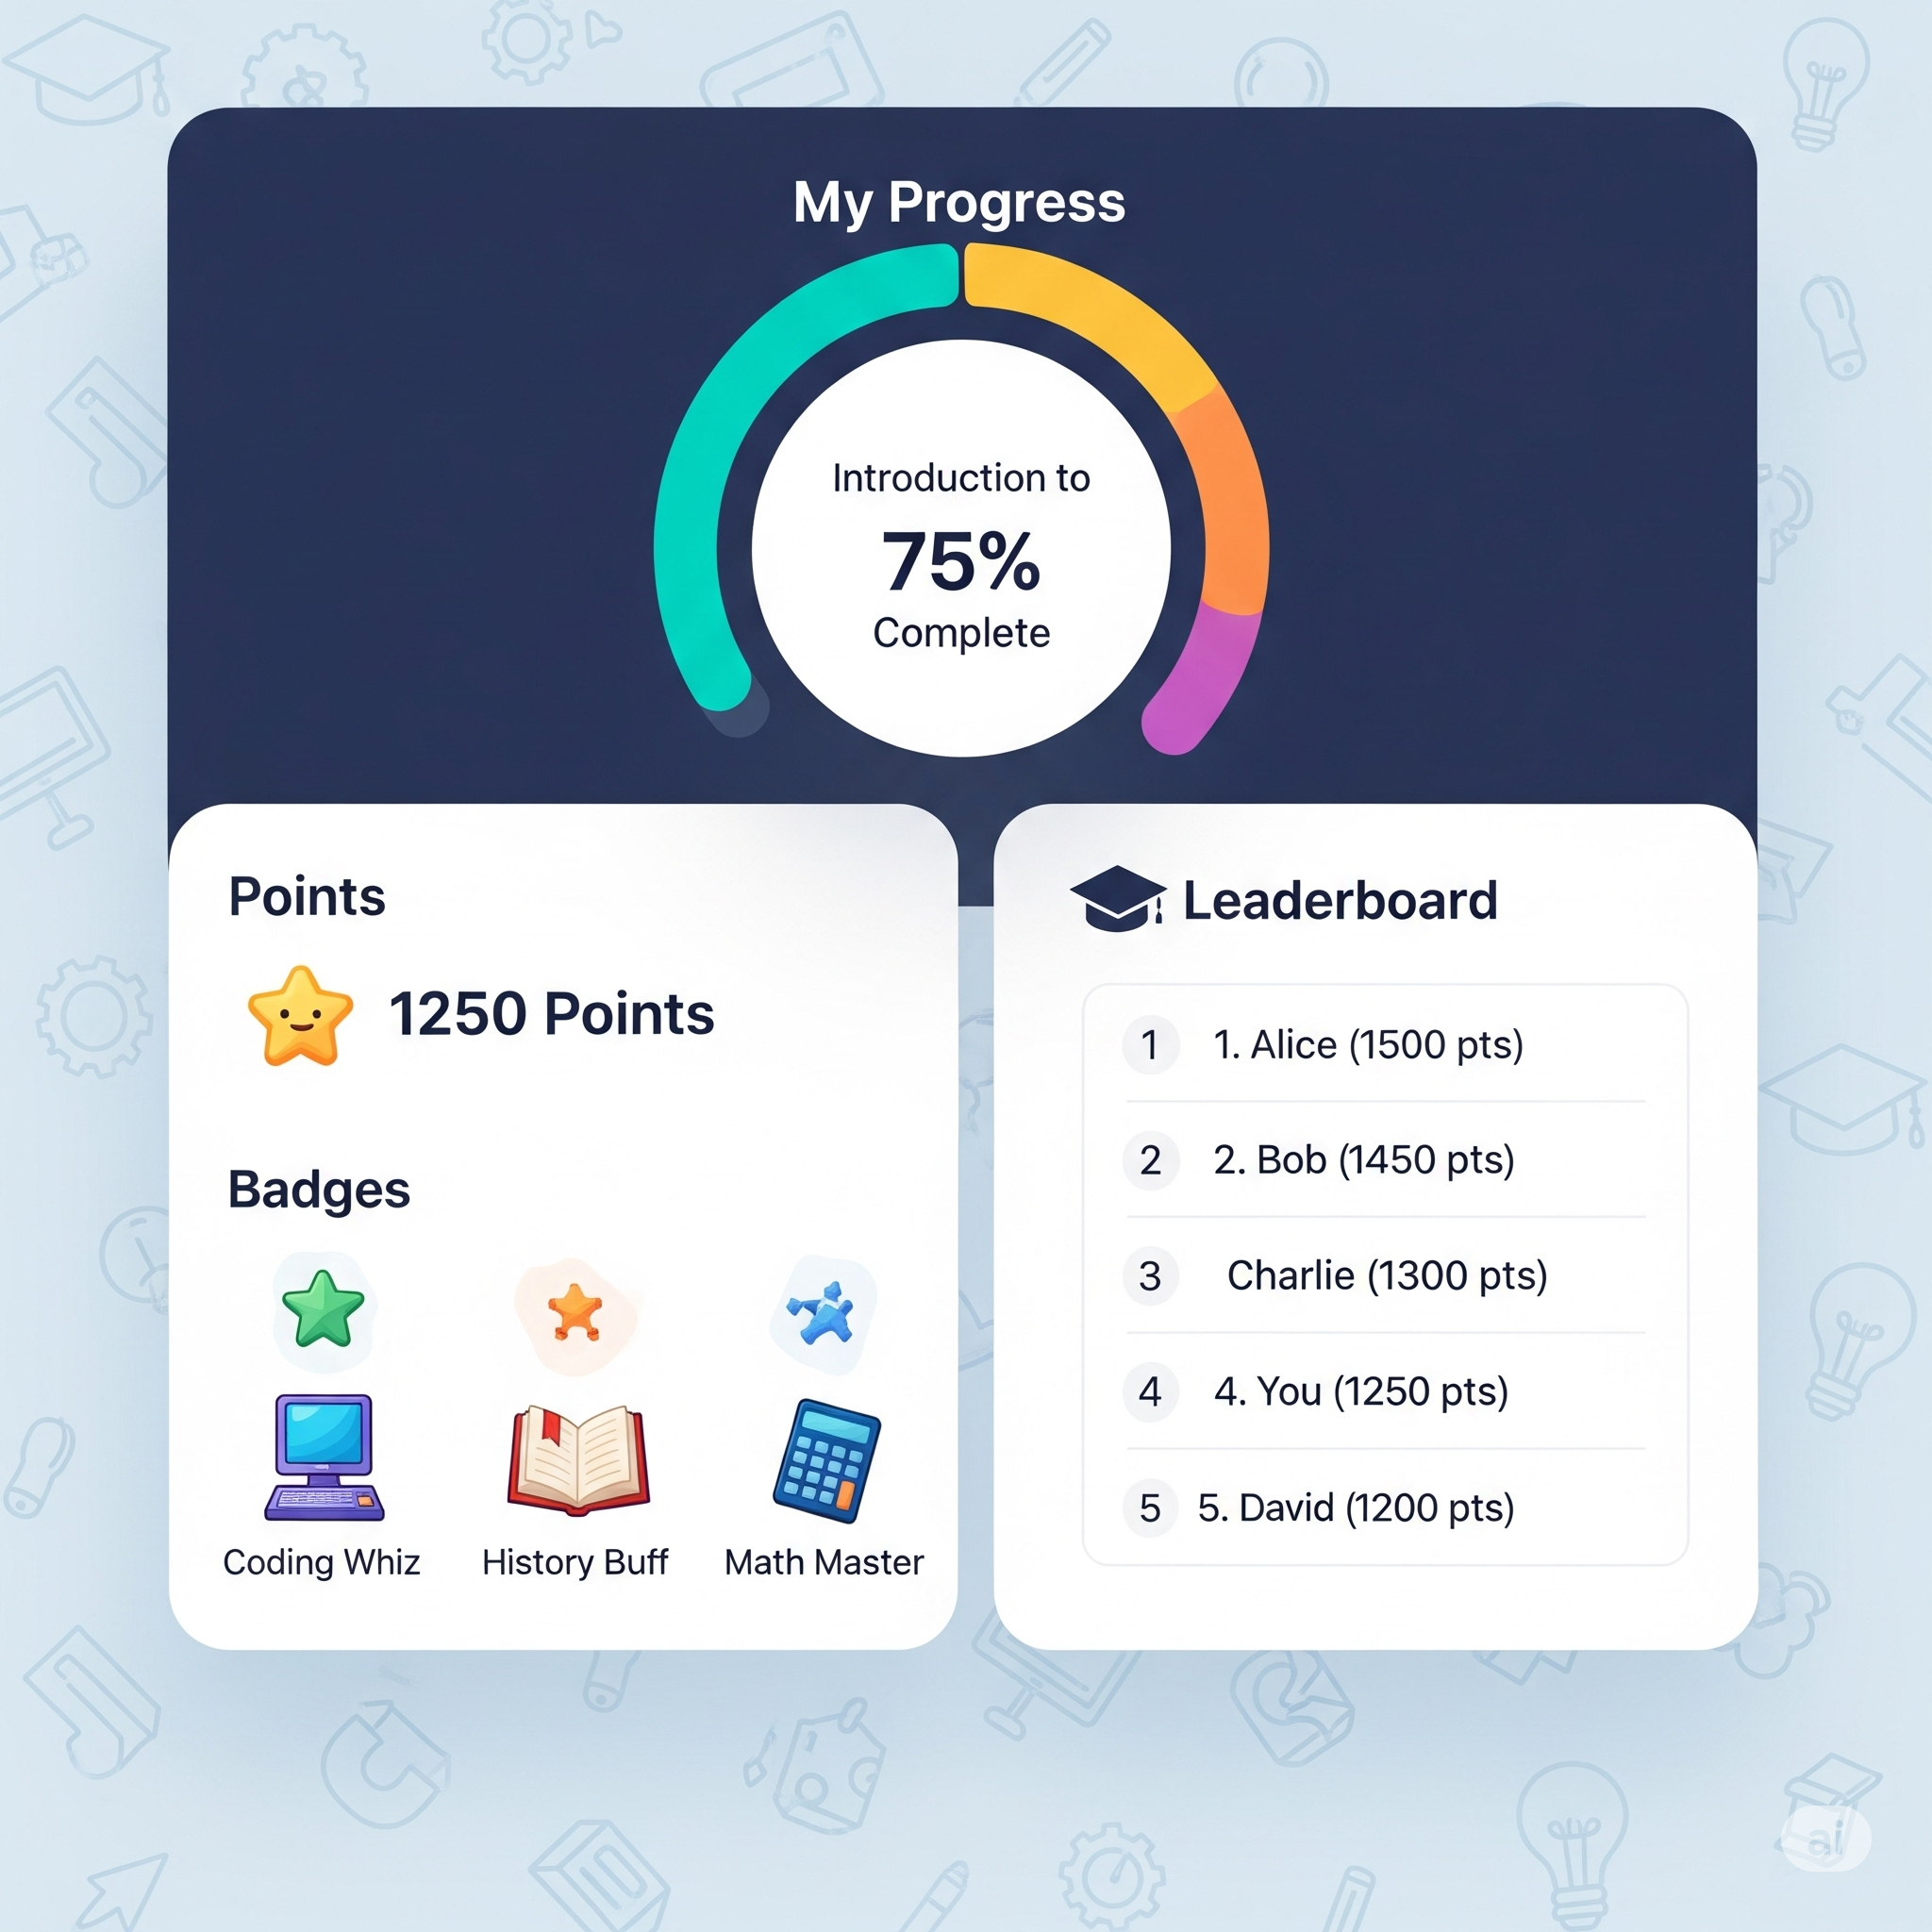 My Progress
Introduction to
75%
Complete
Points
1250 Points
Badges
Coding Whiz
History Buff
Math Master
Leaderboard
1 1. Alice (1500 pts)
2 2. Bob (1450 pts)
3 Charlie (1300 pts)
4 4. You (1250 pts)
5 5. David (1200 pts)
ai